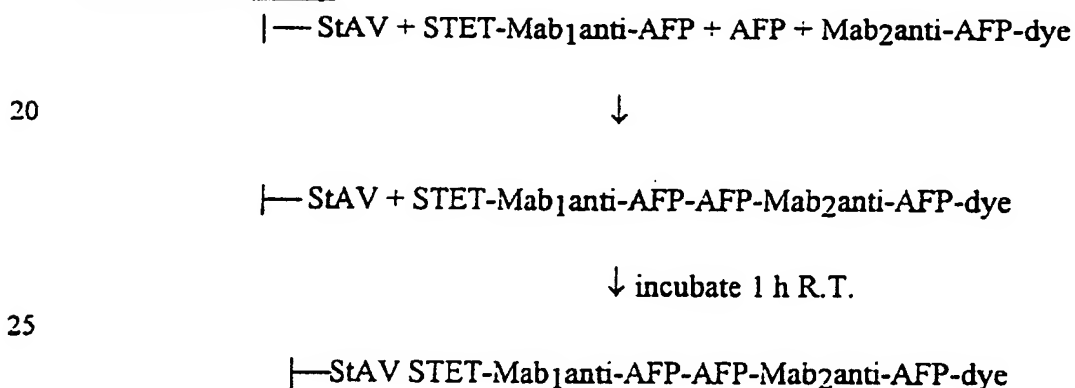 |— StAV + STET-Mab1anti-AFP + AFP + Mab2anti-AFP-dye
20 ↓
|— StAV + STET-Mab1anti-AFP-AFP-Mab2anti-AFP-dye
↓ incubate 1 h R.T.
25
|—StAV STET-Mab1anti-AFP-AFP-Mab2anti-AFP-dye